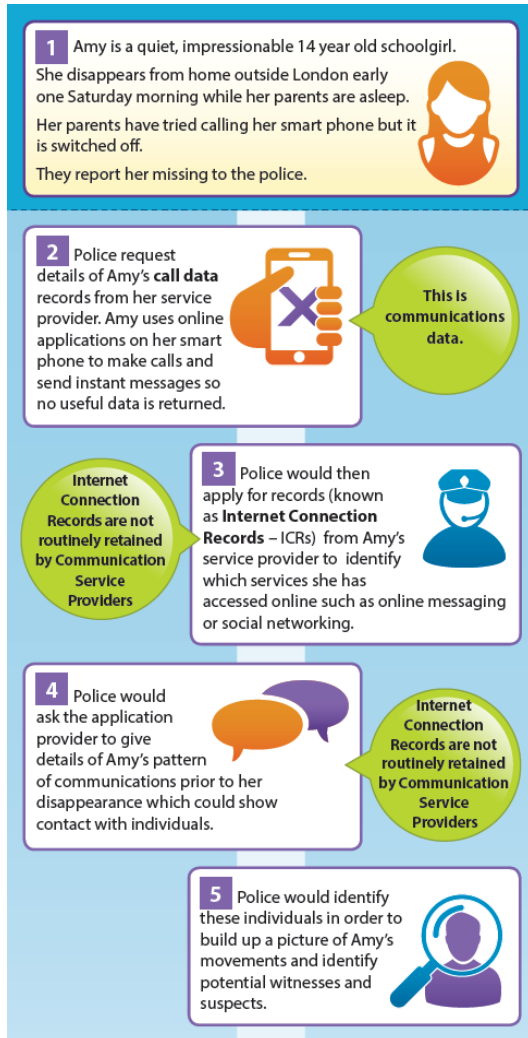 1 Amy is a quiet, impressionable 14 year old schoolgirl.
She disappears from home outside London early
one Saturday morning while her parents are asleep.
Her parents have tried calling her smart phone but it
is switched off.
They report her missing to the police.
2 Police request
details of Amy's call data
records from her service
provider. Amy uses online
applications on her smart
phone to make calls and
send instant messages so
no useful data is returned.
This is
communications
data.
3 Police would then
apply for records (known
as Internet Connection
Records – ICRs) from Amy's
service provider to identify
which services she has
accessed online such as online messaging
or social networking.
Internet
Connection
Records are not
routinely retained
by Communication
Service
Providers
4 Police would
ask the application
provider to give
details of Amy's pattern
of communications prior to her
disappearance which could show
contact with individuals.
Internet
Connection
Records are not
routinely retained
by Communication
Service
Providers
5 Police would identify
these individuals in order to
build up a picture of Amy's
movements and identify
potential witnesses and
suspects.